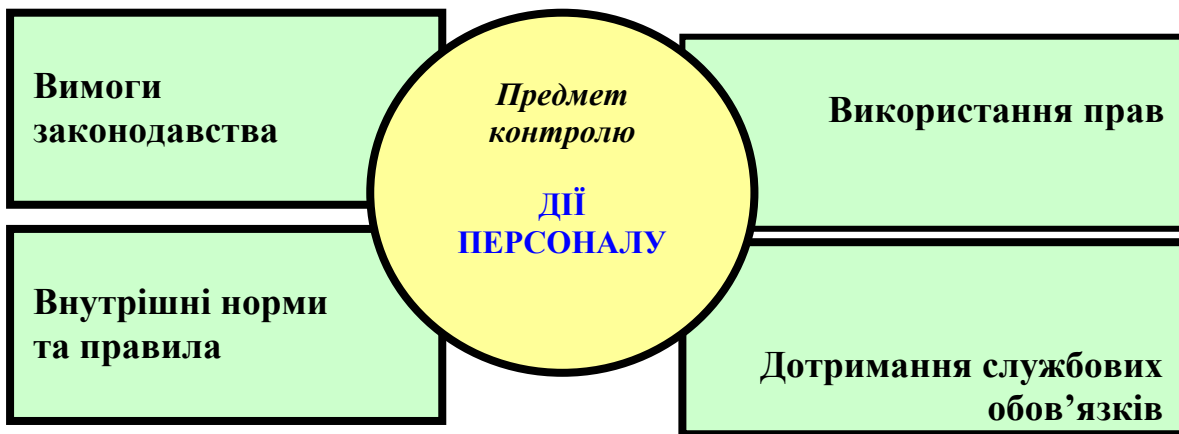 Вимоги
законодавства
Предмет
контролю
ДІЇ
ПЕРСОНАЛУ
Використання прав
Внутрішні норми
та правила
Дотримання службових
обов’язків